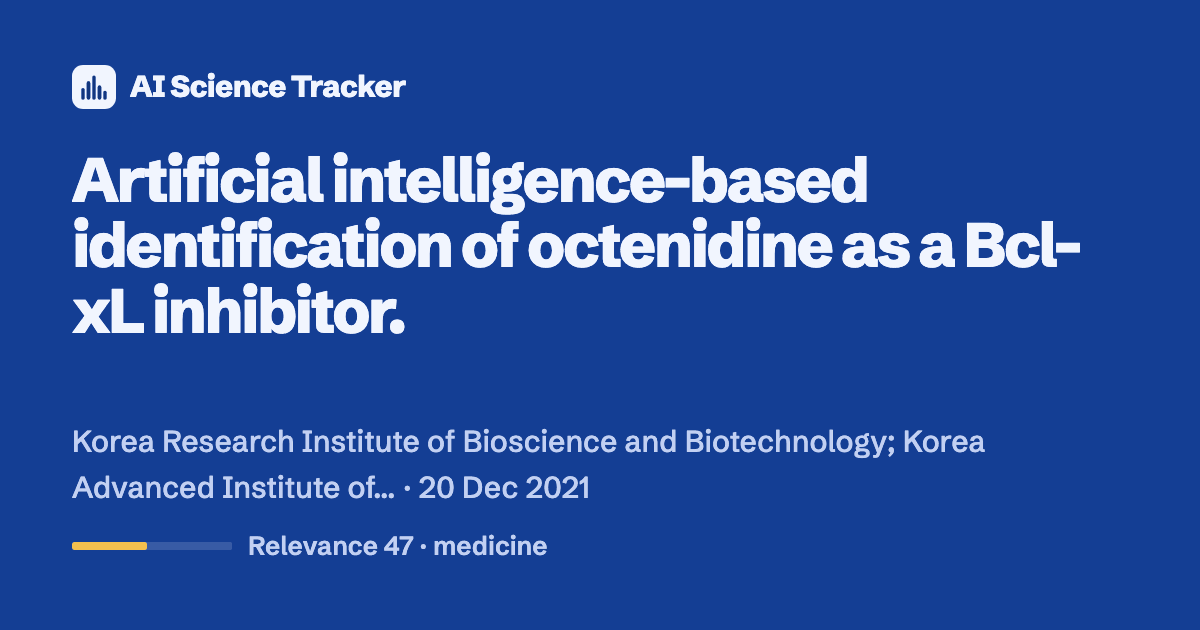 AI Science Tracker
Artificial intelligence-based
identification of octenidine as a Bcl-
xL inhibitor.
Korea Research Institute of Bioscience and Biotechnology; Korea
Advanced Institute of... · 20 Dec 2021
Relevance 47 · medicine